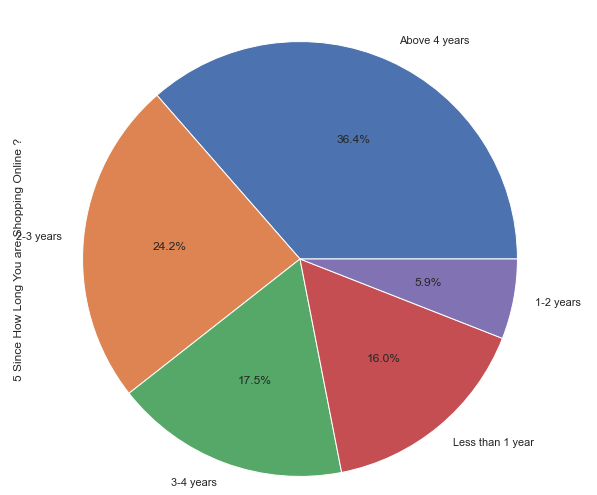 Above 4 years
36.4%
5 Since How Long You are Shopping Online ?
2-3 years
24.2%
5.9%
1-2 years
16.0%
17.5%
Less than 1 year
3-4 years